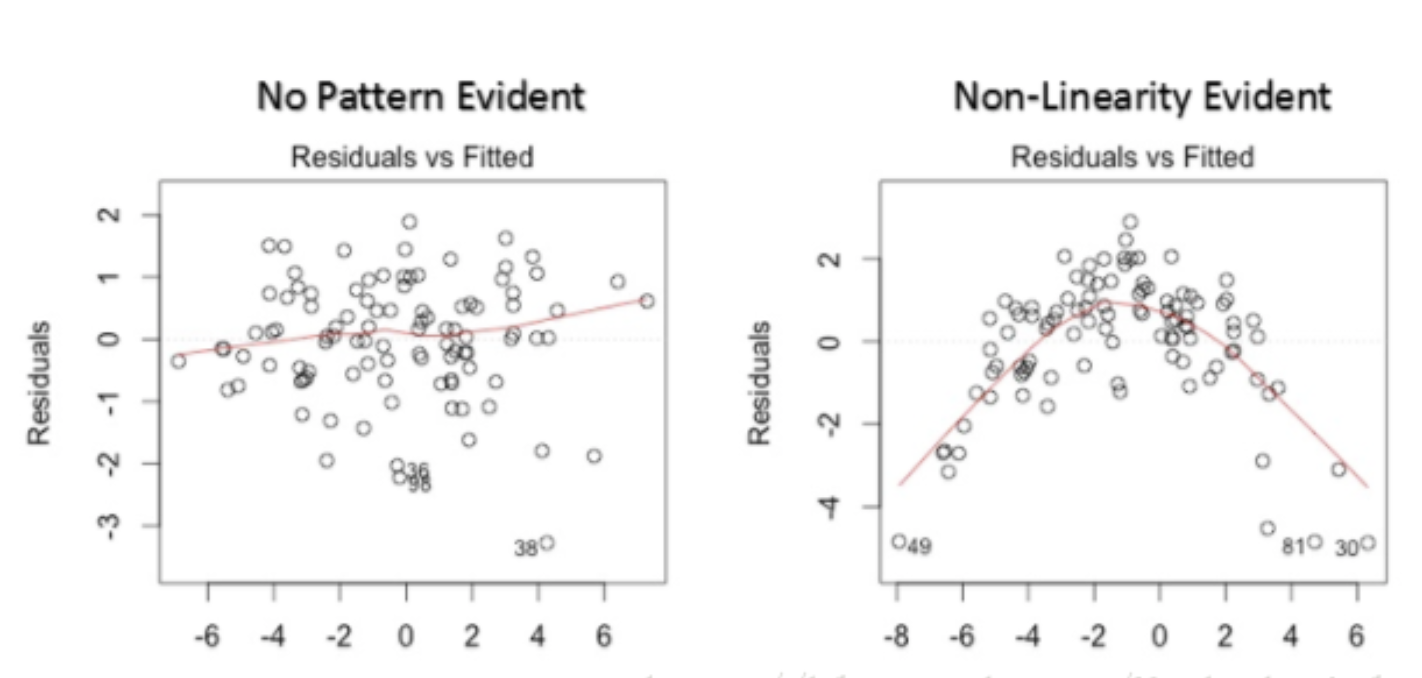 No Pattern Evident
Residuals vs Fitted
Residuals
2
1
0
-1
-2
-3
36
98
38
-6 -4 -2 0 2 4 6
Non-Linearity Evident
Residuals vs Fitted
Residuals
2
0
-2
-4
49
81
30
-8 -6 -4 -2 0 2 4 6